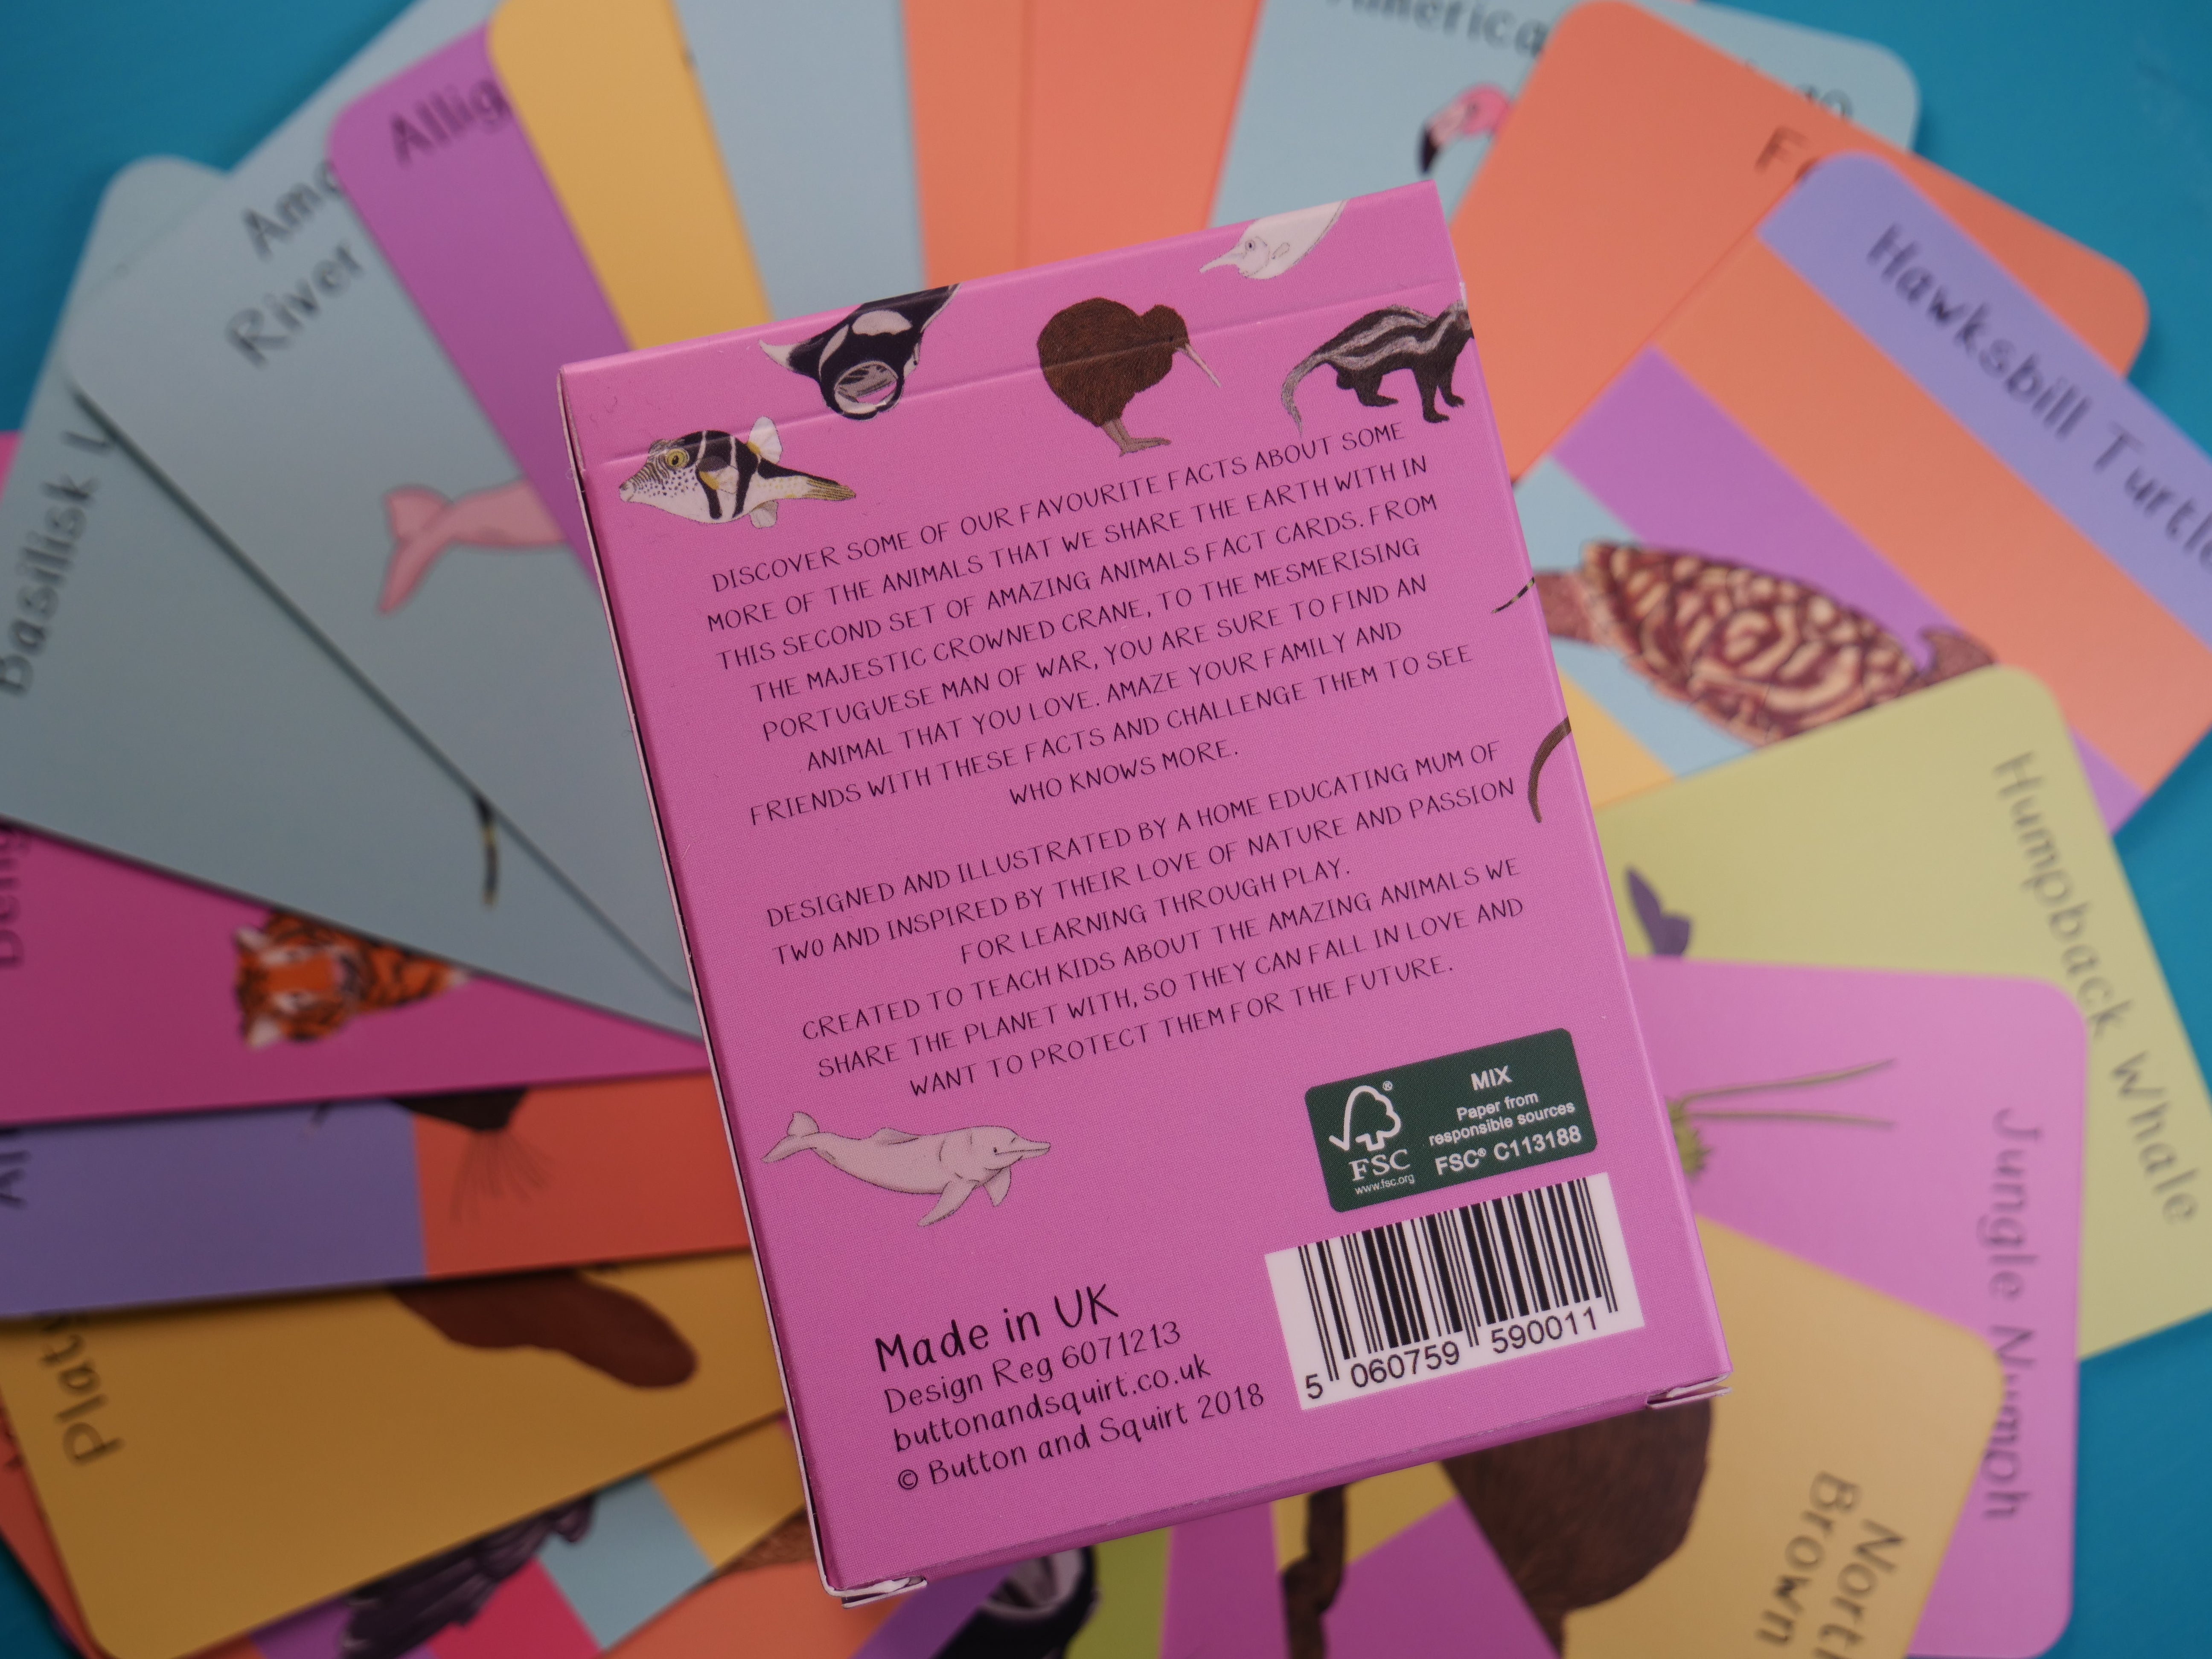 America
Allig
River
Basilisk
Hawksbill Turtle
Humpback Whale
Jungle Nymph
Brown
DISCOVER SOME OF OUR FAVOURITE FACTS ABOUT SOME
MORE OF THE ANIMALS THAT WE SHARE THE EARTH WITH IN
THIS SECOND SET OF AMAZING ANIMALS FACT CARDS. FROM
THE MAJESTIC CROWNED CRANE, TO THE MESMERISING
PORTUGUESE MAN OF WAR, YOU ARE SURE TO FIND AN
ANIMAL THAT YOU LOVE. AMAZE YOUR FAMILY AND
FRIENDS WITH THESE FACTS AND CHALLENGE THEM TO SEE
WHO KNOWS MORE.
DESIGNED AND ILLUSTRATED BY A HOME EDUCATING MUM OF
TWO AND INSPIRED BY THEIR LOVE OF NATURE AND PASSION
FOR LEARNING THROUGH PLAY.
CREATED TO TEACH KIDS ABOUT THE AMAZING ANIMALS WE
SHARE THE PLANET WITH, SO THEY CAN FALL IN LOVE AND
WANT TO PROTECT THEM FOR THE FUTURE.
FSC®
www.fsc.org
MIX
Paper from
responsible sources
FSC® C113188
Made in UK
Design Reg 6071213
buttonandsquirt.co.uk
© Button and Squirt 2018
5 060759 590011